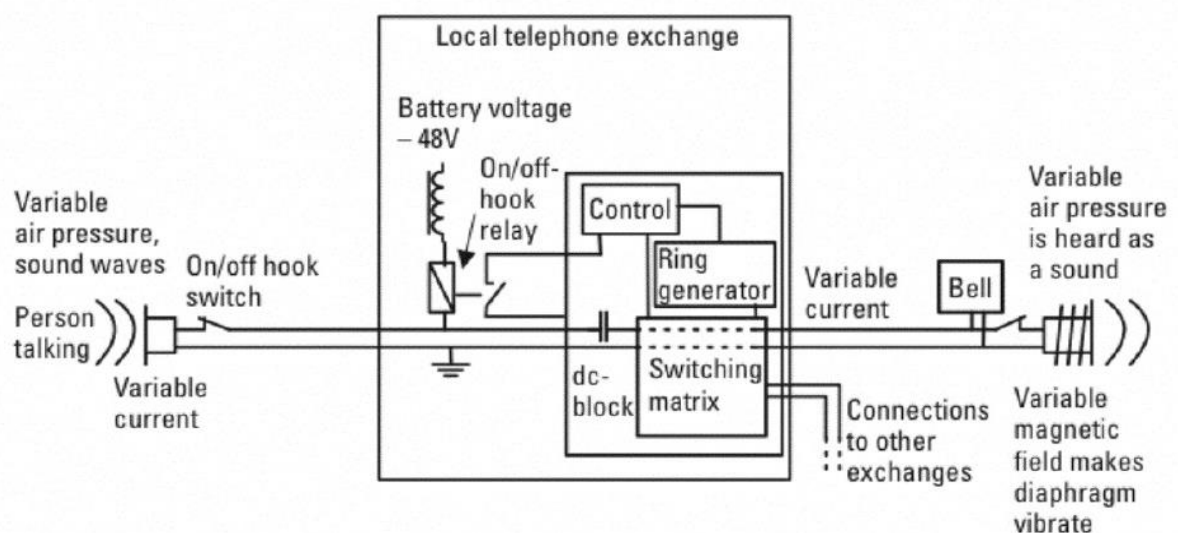 Local telephone exchange
Battery voltage
– 48V
On/off-
hook
relay
Control
Ring
generator
Variable
air pressure,
sound waves
On/off hook
switch
Person
talking
Variable
current
dc-
block
Switching
matrix
Variable
current
Bell
Variable
air pressure
is heard as
a sound
Connections
to other
exchanges
Variable
magnetic
field makes
diaphragm
vibrate